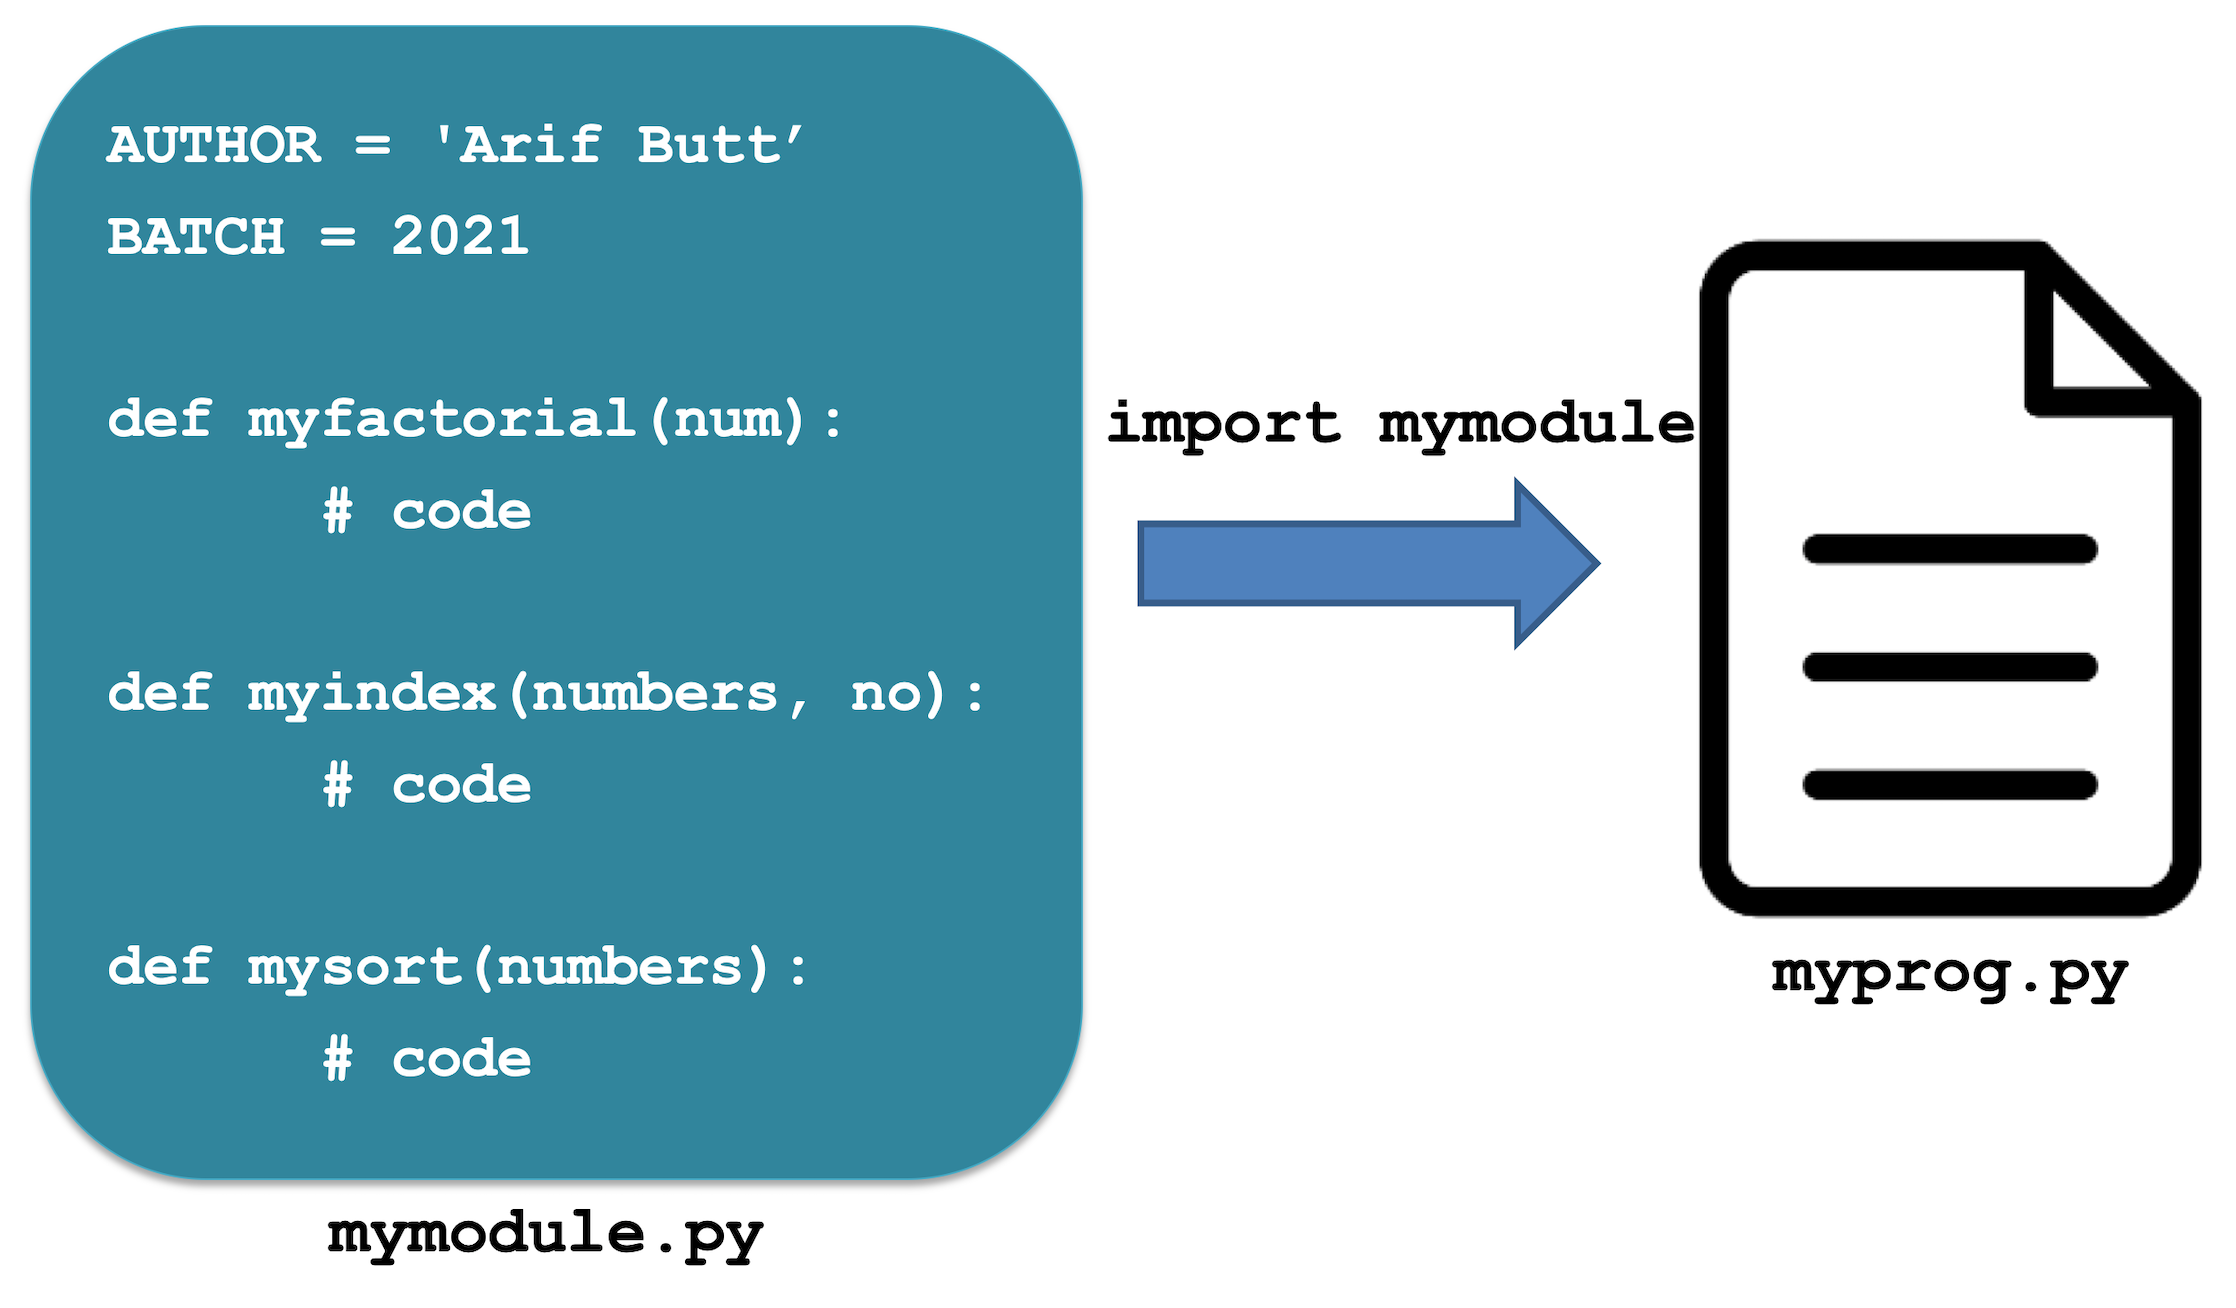 AUTHOR = 'Arif Butt’
BATCH = 2021
def myfactorial(num):
# code
def myindex(numbers, no):
# code
def mysort(numbers):
# code
mymodule.py
import mymodule
myprog.py